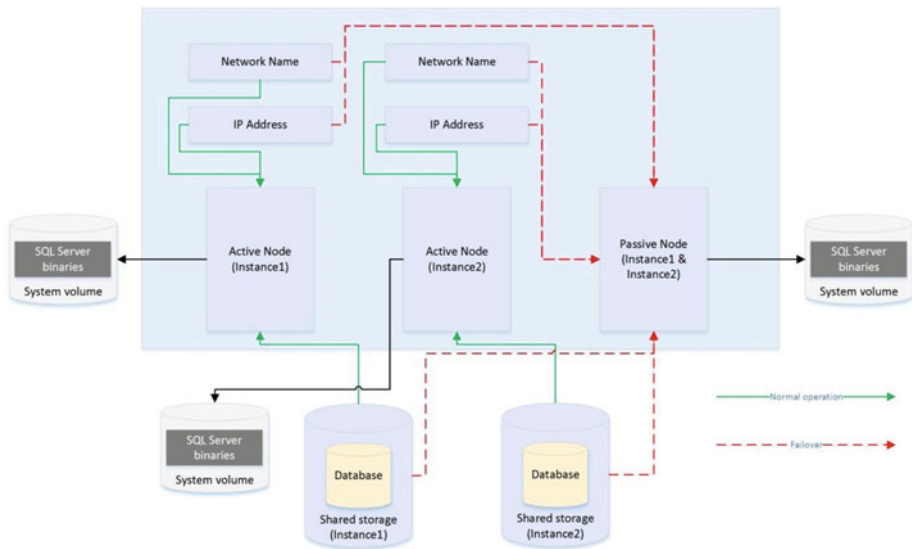 Network Name
Network Name
IP Address
IP Address
SQL Server
binaries
System volume
Active Node
(Instance1)
Active Node
(Instance2)
Passive Node
(Instance1 &
Instance2)
SQL Server
binaries
System volume
Normal operation
SQL Server
binaries
System volume
Failover
Database
Shared storage
(Instance1)
Database
Shared storage
(Instance2)